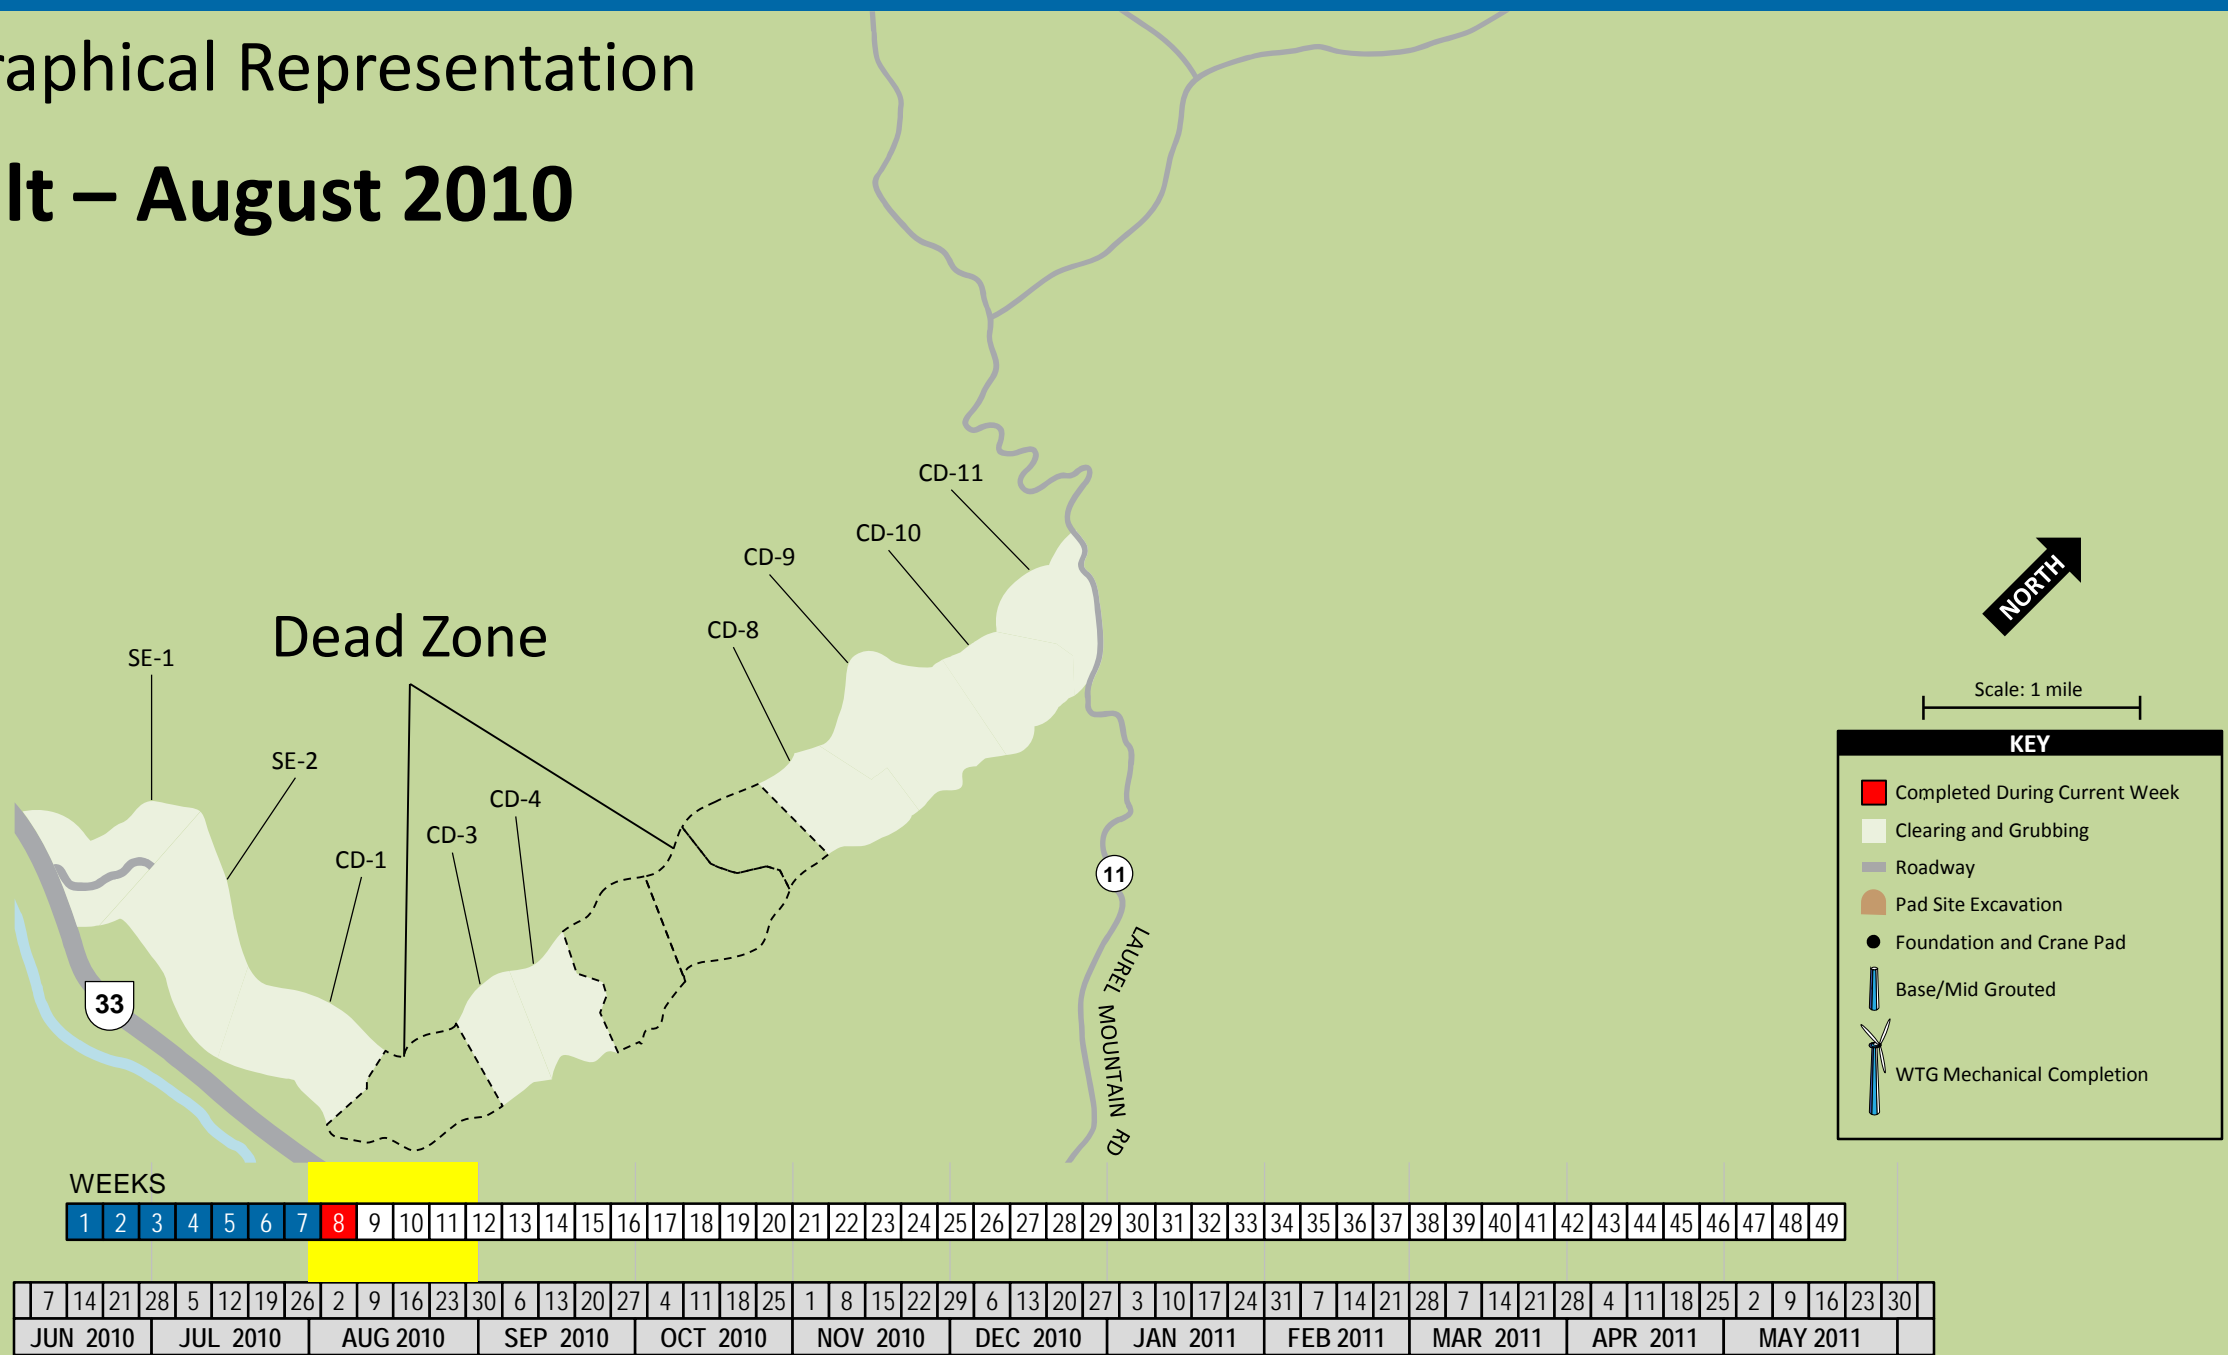 raphical Representation
lt – August 2010
CD-11
CD-10
CD-9
CD-8
Dead Zone
SE-1
SE-2
CD-4
CD-3
CD-1
33
11
LAUREL MOUNTAIN RD
NORTH
Scale: 1 mile
KEY
Completed During Current Week
Clearing and Grubbing
Roadway
Pad Site Excavation
Foundation and Crane Pad
Base/Mid Grouted
WTG Mechanical Completion
WEEKS
1 2 3 4 5 6 7 8 9 10 11 12 13 14 15 16 17 18 19 20 21 22 23 24 25 26 27 28 29 30 31 32 33 34 35 36 37 38 39 40 41 42 43 44 45 46 47 48 49
7 14 21 28 5 12 19 26 2 9 16 23 30 6 13 20 27 4 11 18 25 1 8 15 22 29 6 13 20 27 3 10 17 24 31 7 14 21 28 7 14 21 28 4 11 18 25 2 9 16 23 30
JUN 2010 JUL 2010 AUG 2010 SEP 2010 OCT 2010 NOV 2010 DEC 2010 JAN 2011 FEB 2011 MAR 2011 APR 2011 MAY 2011